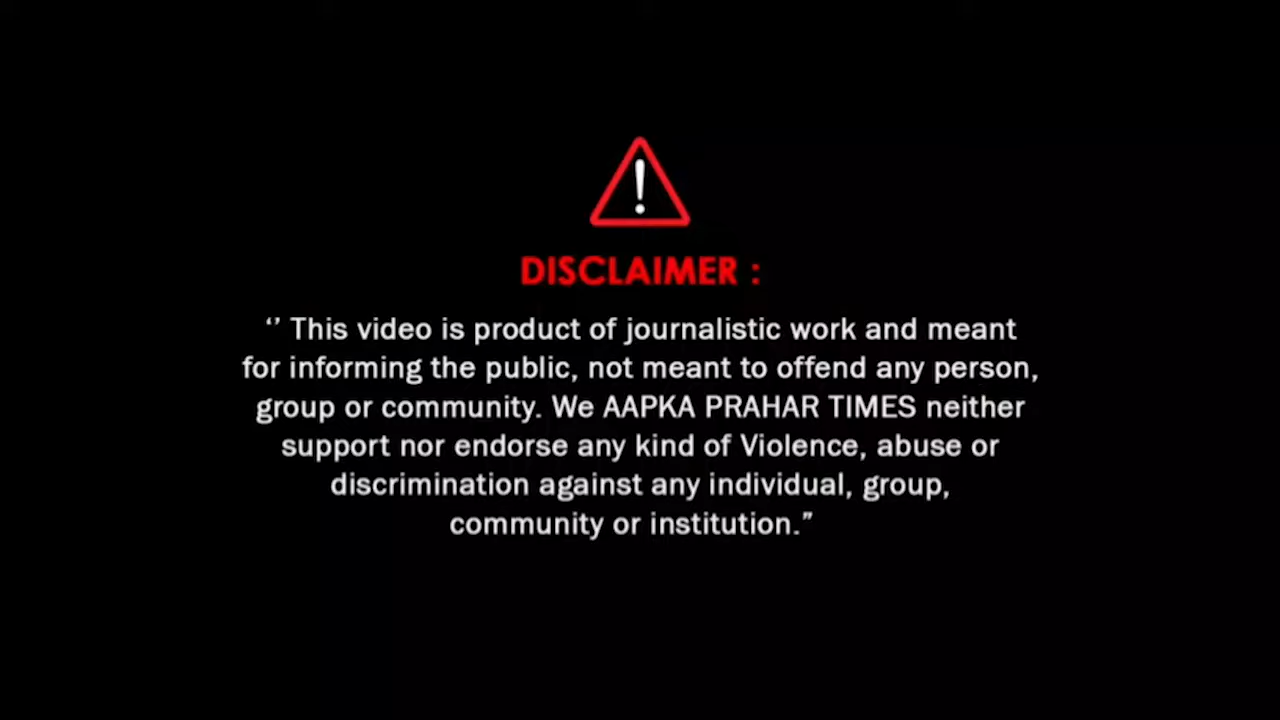 !
DISCLAIMER :
‘’ This video is product of journalistic work and meant
for informing the public, not meant to offend any person,
group or community. We AAPKA PRAHAR TIMES neither
support nor endorse any kind of Violence, abuse or
discrimination against any individual, group,
community or institution.”